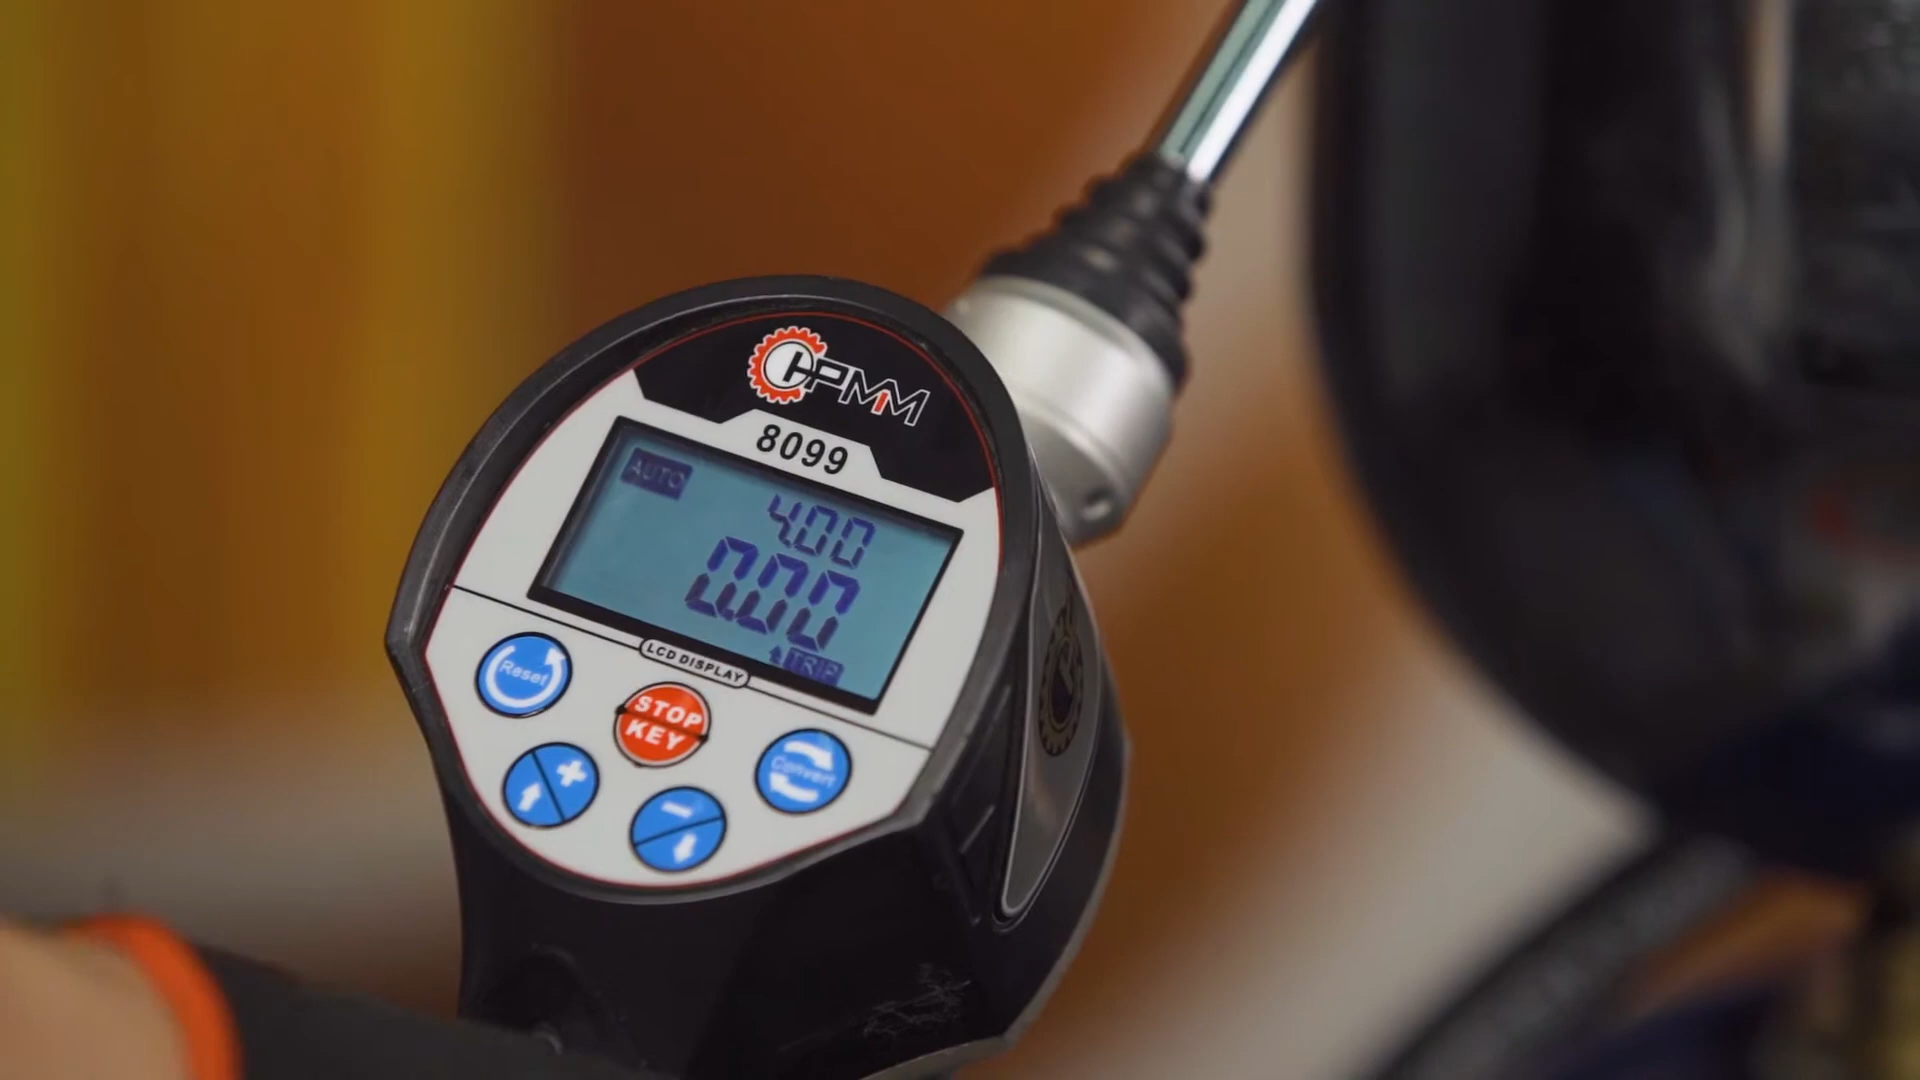 HPMM
8099
AUTO
4.00
0.00
TRIP
LCD DISPLAY
Reset
STOP
KEY
+
Convert
-